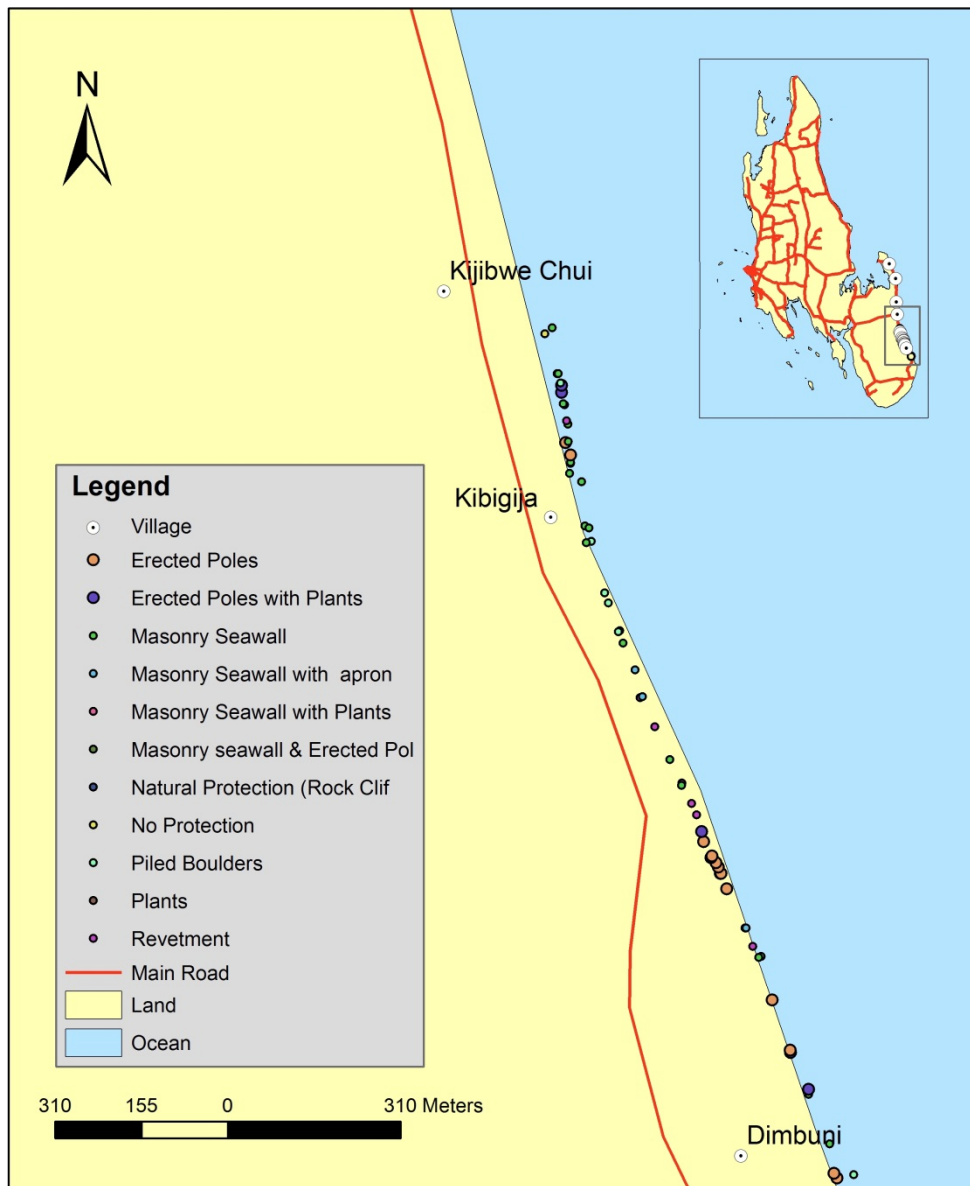 N
Kijibwe Chui
Kibigija
Legend
Village
Erected Poles
Erected Poles with Plants
Masonry Seawall
Masonry Seawall with apron
Masonry Seawall with Plants
Masonry seawall & Erected Pol
Natural Protection (Rock Clif
No Protection
Piled Boulders
Plants
Revetment
Main Road
Land
Ocean
310 155 0 310 Meters
Dimbuni